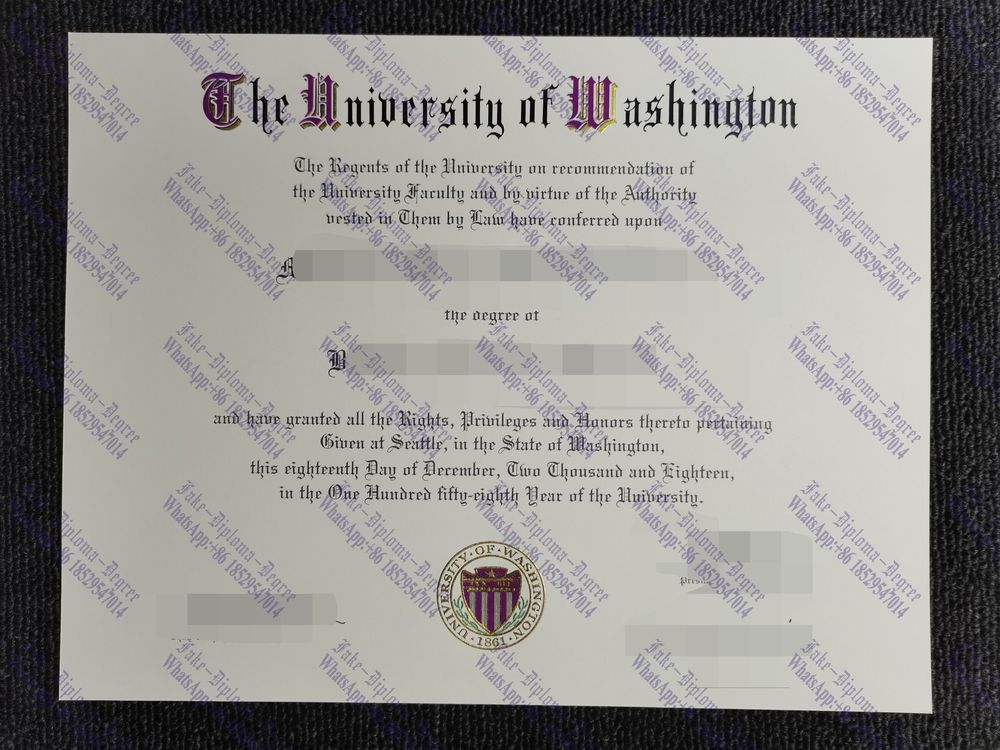 The University of Washington
The Regents of the University on recommendation of
the University Faculty and by virtue of the Authority
vested in Them by Law have conferred upon
A
the degree of
B
and have granted all the Rights, Privileges and Honors thereto pertaining
Given at Seattle, in the State of Washington,
this eighteenth Day of December, Two Thousand and Eighteen,
in the One Hundred fifty-eighth Year of the University.
UNIVERSITY·OF·WASHINGTON
1861
Fake-Diploma-Degree
WhatsApp:+86 18529547014